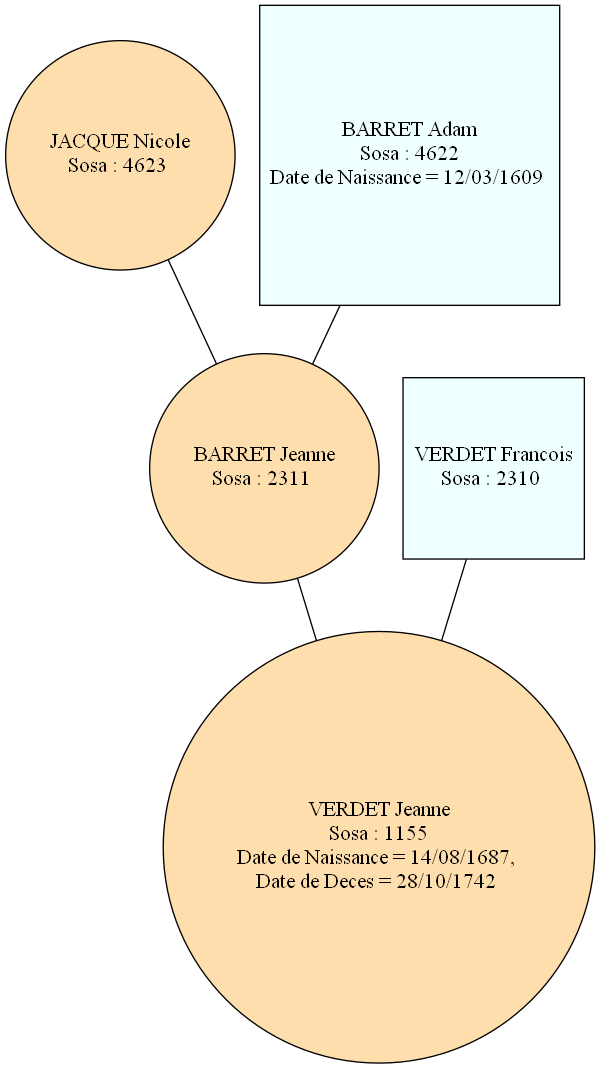 JACQUE Nicole
Sosa : 4623
BARRET Adam
Sosa : 4622
Date de Naissance = 12/03/1609
BARRET Jeanne
Sosa : 2311
VERDET Francois
Sosa : 2310
VERDET Jeanne
Sosa : 1155
Date de Naissance = 14/08/1687,
Date de Deces = 28/10/1742